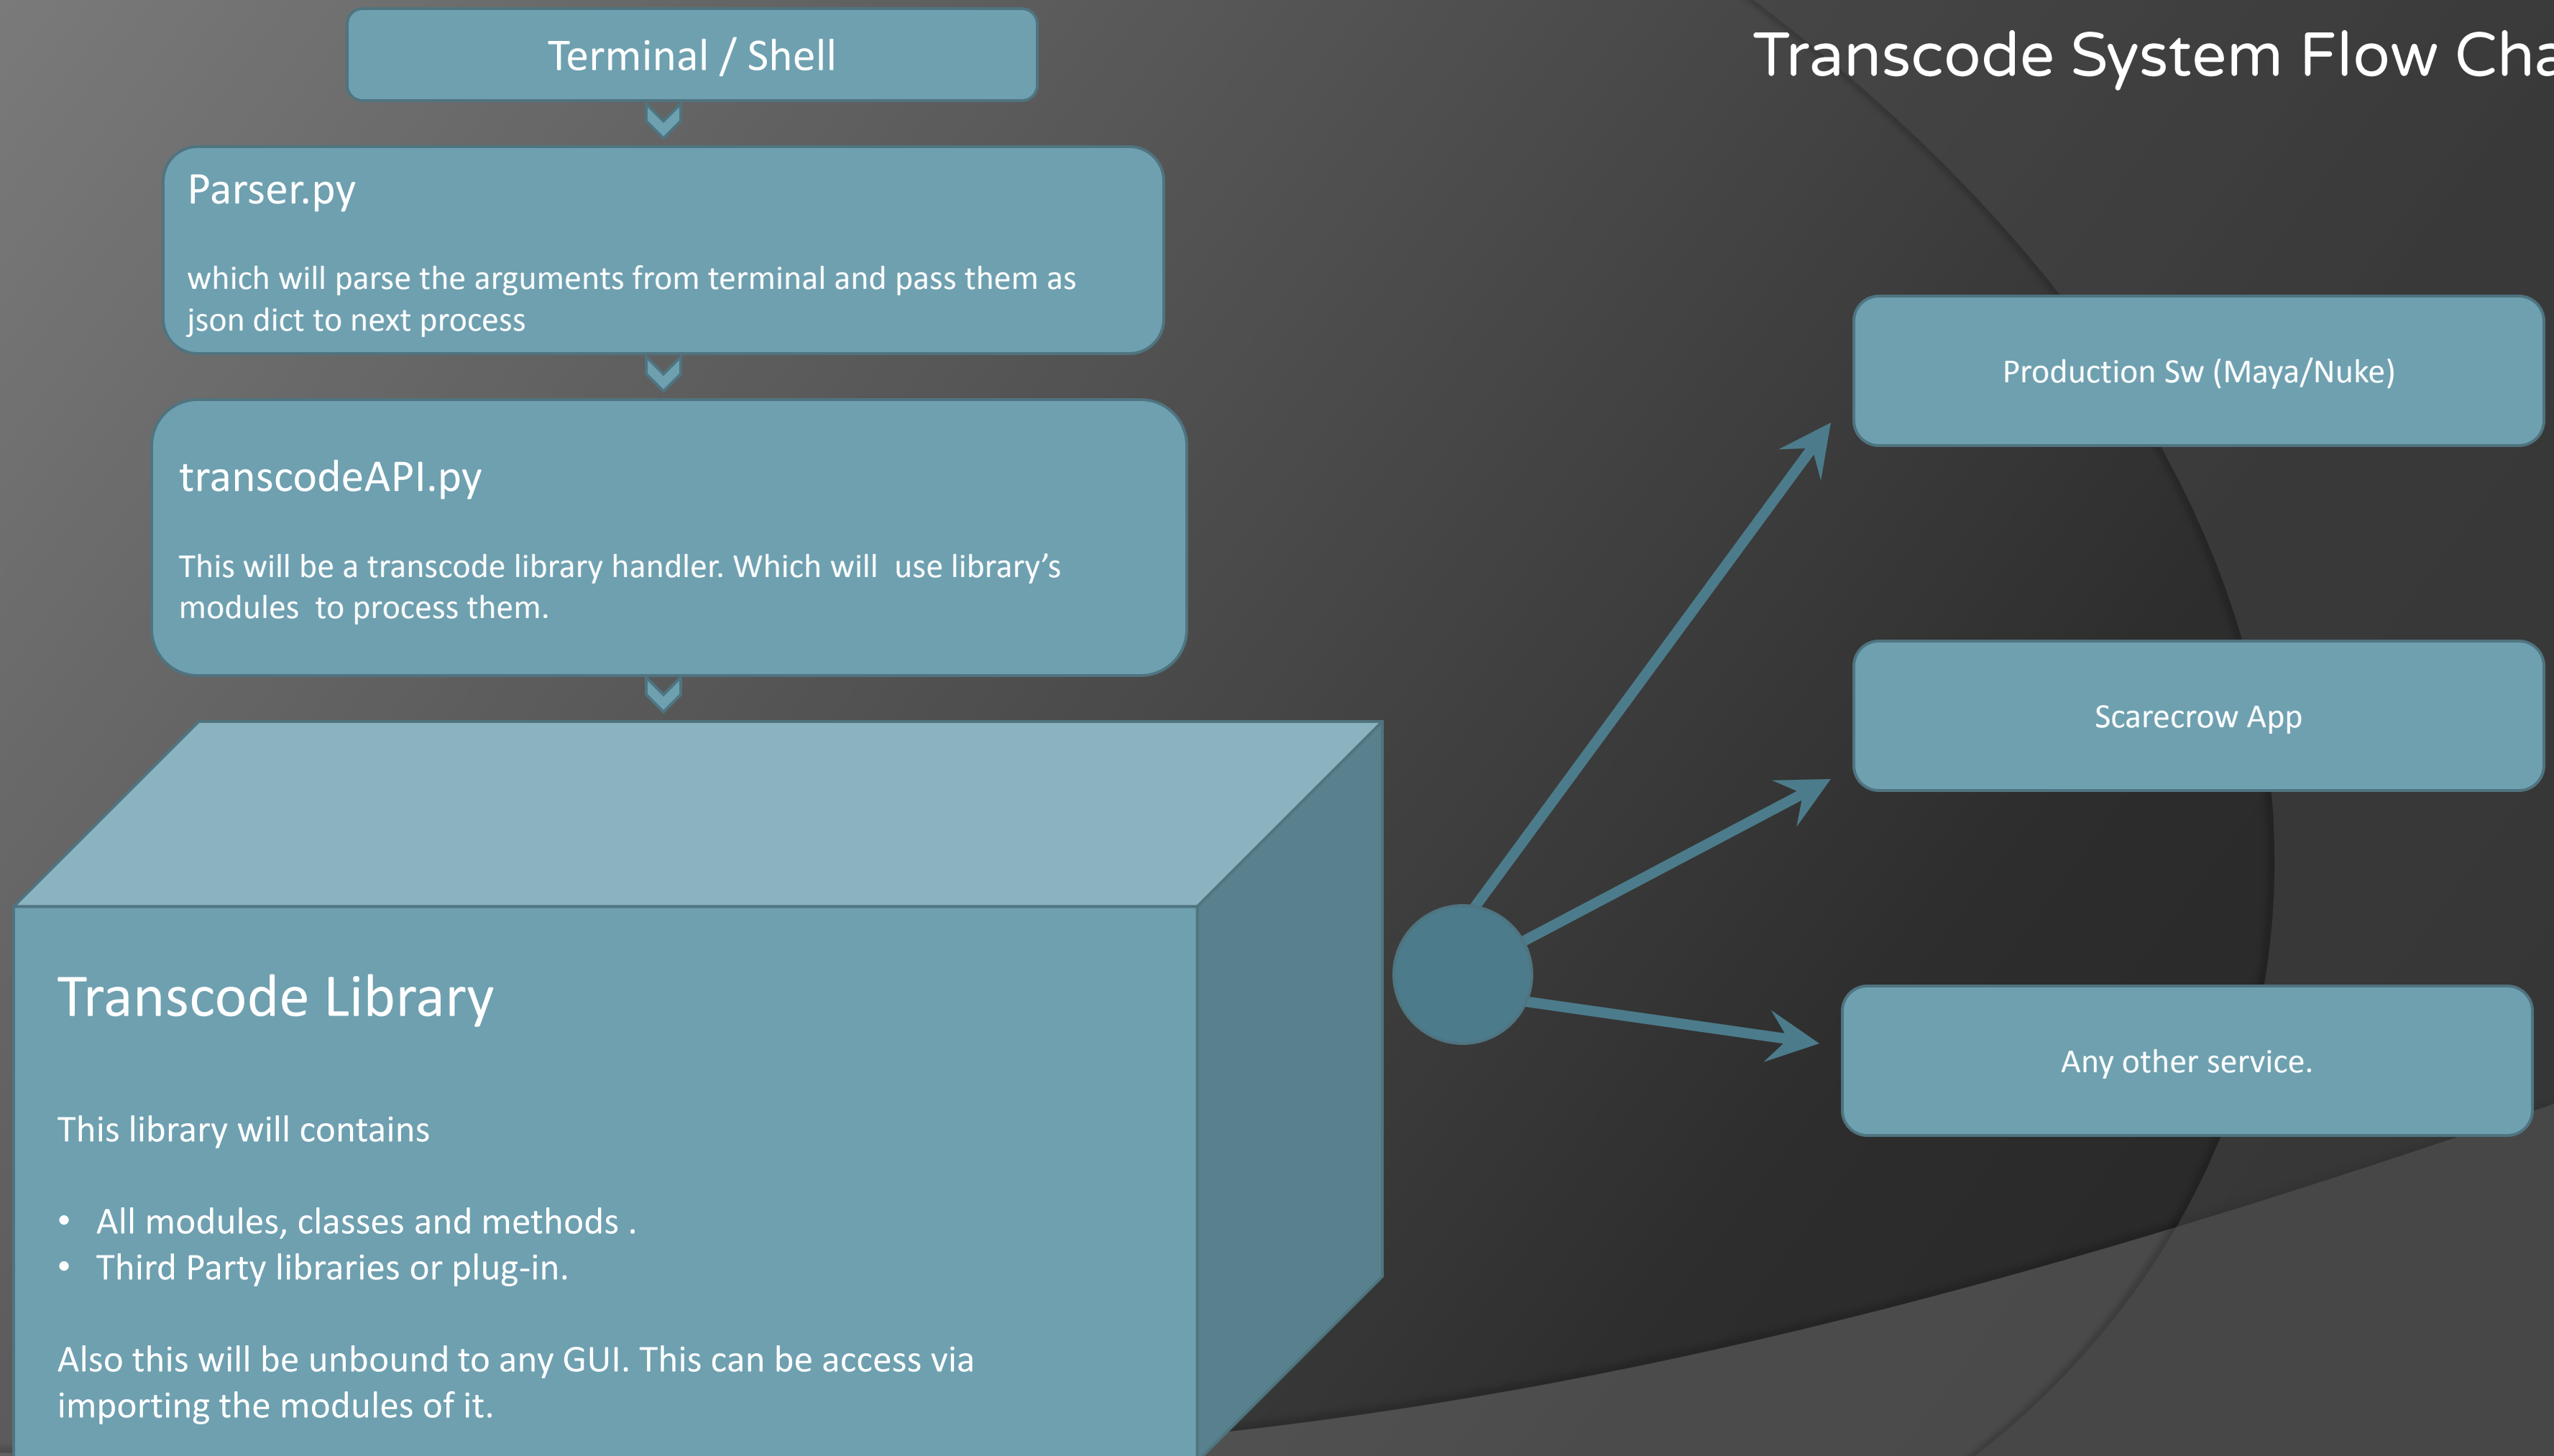 Terminal / Shell
Transcode System Flow Cha
Parser.py
which will parse the arguments from terminal and pass them as
json dict to next process
transcodeAPI.py
This will be a transcode library handler. Which will  use library’s
modules  to process them.
Transcode Library
This library will contains
• All modules, classes and methods .
• Third Party libraries or plug-in.
Also this will be unbound to any GUI. This can be access via
importing the modules of it.
Production Sw (Maya/Nuke)
Scarecrow App
Any other service.